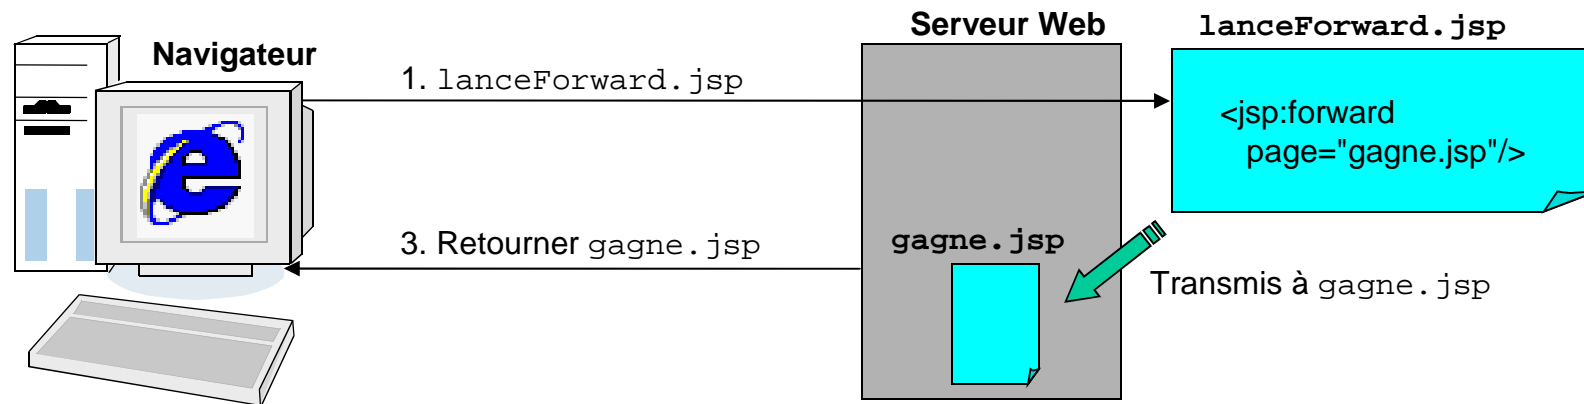 Navigateur
Serveur Web
lanceForward.jsp
1. lanceForward.jsp
<jsp:forward
page="gagne.jsp"/>
3. Retourner gagne.jsp
gagne.jsp
Transmis à gagne.jsp